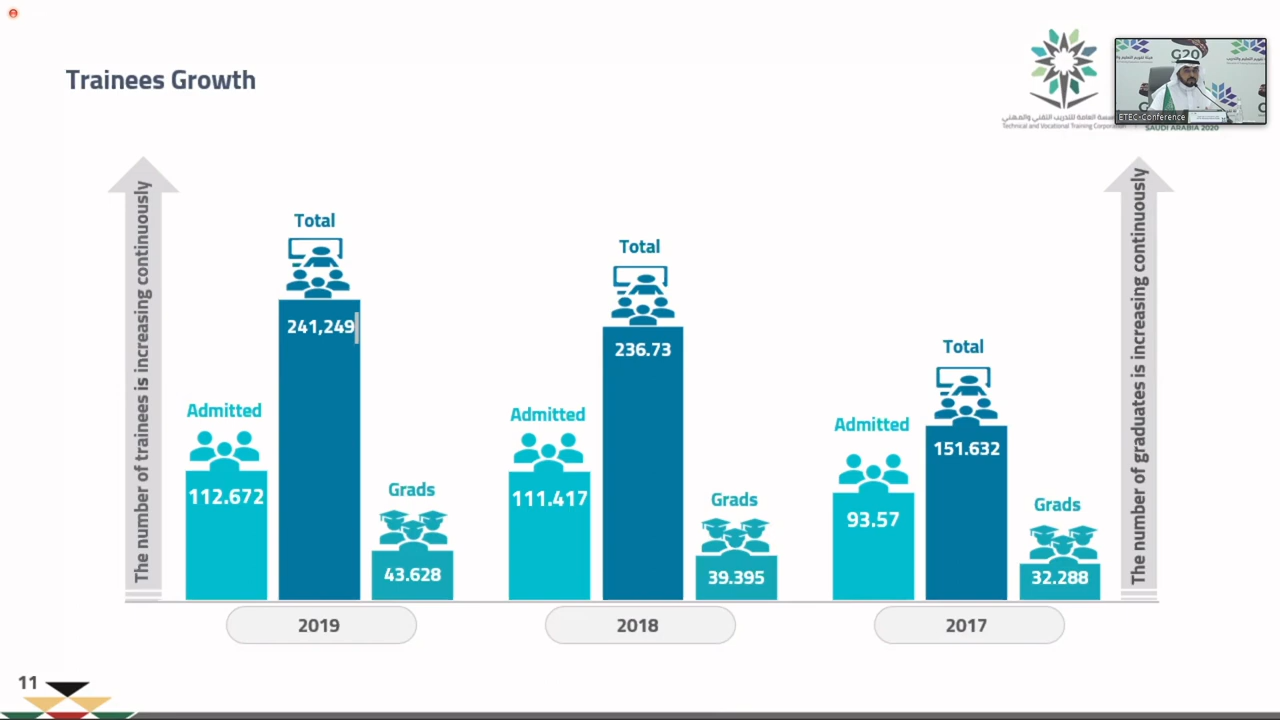 Trainees Growth
Technical and Vocational Training Corporation
G20
ETEC-Conference
SAUDI ARABIA 2020
The number of trainees is increasing continuously
Total
241,249
Admitted
112.672
Grads
43.628
2019
Total
236.73
Admitted
111.417
Grads
39.395
2018
Total
151.632
Admitted
93.57
Grads
32.288
2017
The number of graduates is increasing continuously
11